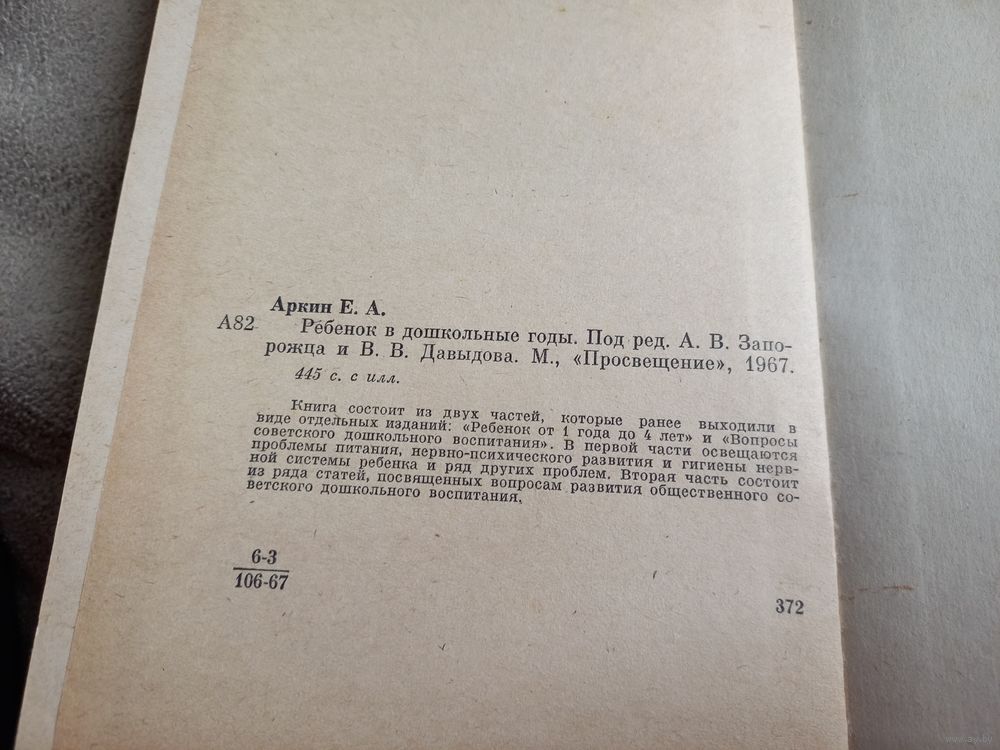 Аркин Е. А.
А82 Ребенок в дошкольные годы. Под ред. А. В. Запо-
рожца и В. В. Давыдова. М., «Просвещение», 1967.
445 с. с илл.
Книга состоит из двух частей, которые ранее выходили в
виде отдельных изданий: «Ребенок от 1 года до 4 лет» и «Вопросы
советского дошкольного воспитания». В первой части освещаются
проблемы питания, нервно-психического развития и гигиены нерв-
ной системы ребенка и ряд других проблем. Вторая часть состоит
из ряда статей, посвященных вопросам развития общественного со-
ветского дошкольного воспитания.
6-3
106-67
372
www.ay.by